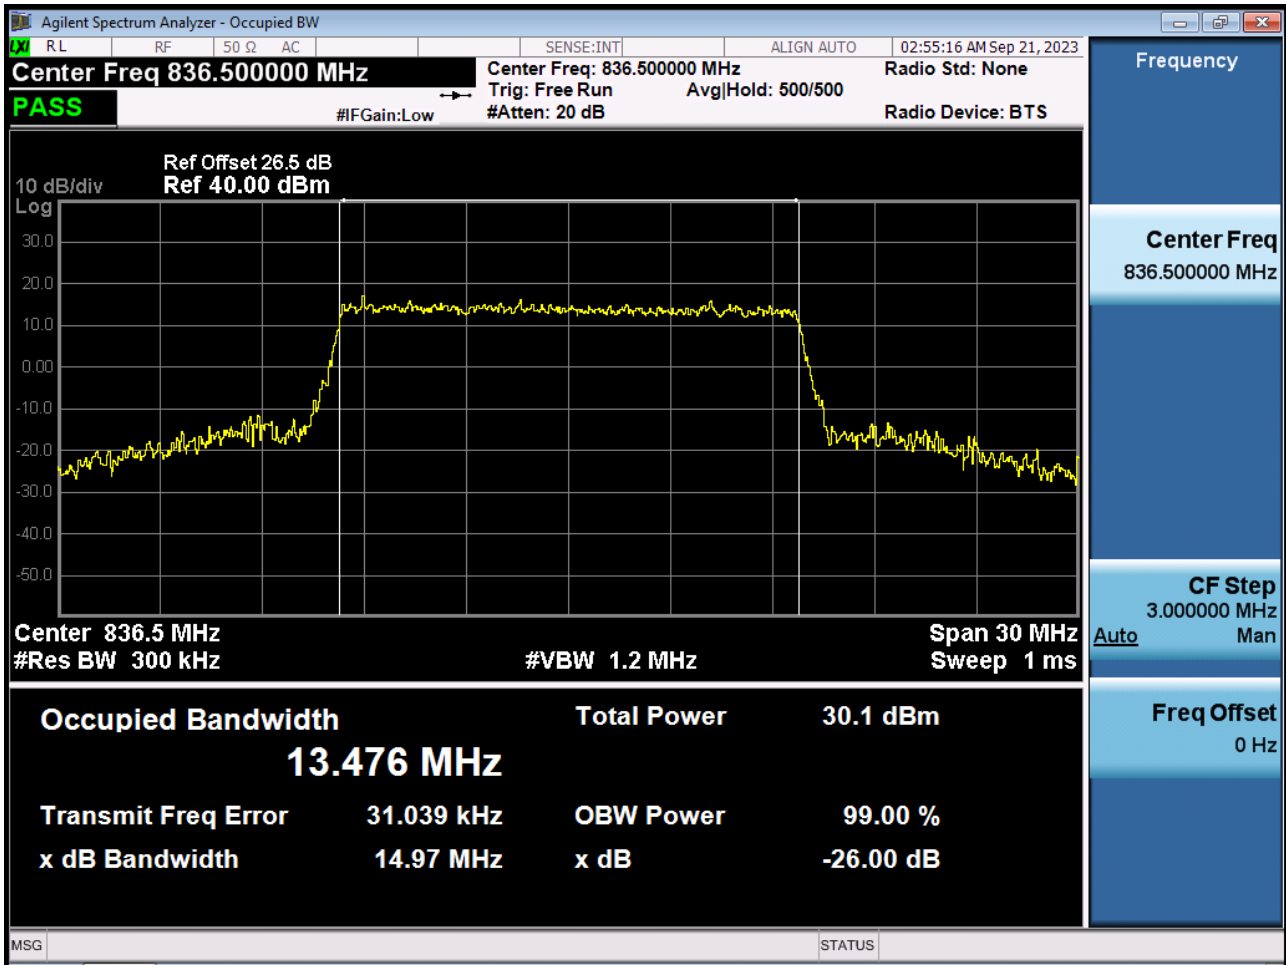 Agilent Spectrum Analyzer - Occupied BW
LXI RL RF 50 Ω AC SENSE:INT ALIGN AUTO 02:55:16 AM Sep 21, 2023
Center Freq 836.500000 MHz
Center Freq: 836.500000 MHz Radio Std: None
Trig: Free Run Avg|Hold: 500/500
PASS
#IFGain:Low #Atten: 20 dB Radio Device: BTS
Ref Offset 26.5 dB
10 dB/div Ref 40.00 dBm
Log
30.0
20.0
10.0
0.00
-10.0
-20.0
-30.0
-40.0
-50.0
Center 836.5 MHz Span 30 MHz
#Res BW 300 kHz #VBW 1.2 MHz Sweep 1 ms
Occupied Bandwidth Total Power 30.1 dBm
13.476 MHz
Transmit Freq Error 31.039 kHz OBW Power 99.00 %
x dB Bandwidth 14.97 MHz x dB -26.00 dB
MSG STATUS
Frequency
Center Freq
836.500000 MHz
CF Step
3.000000 MHz
Auto Man
Freq Offset
0 Hz